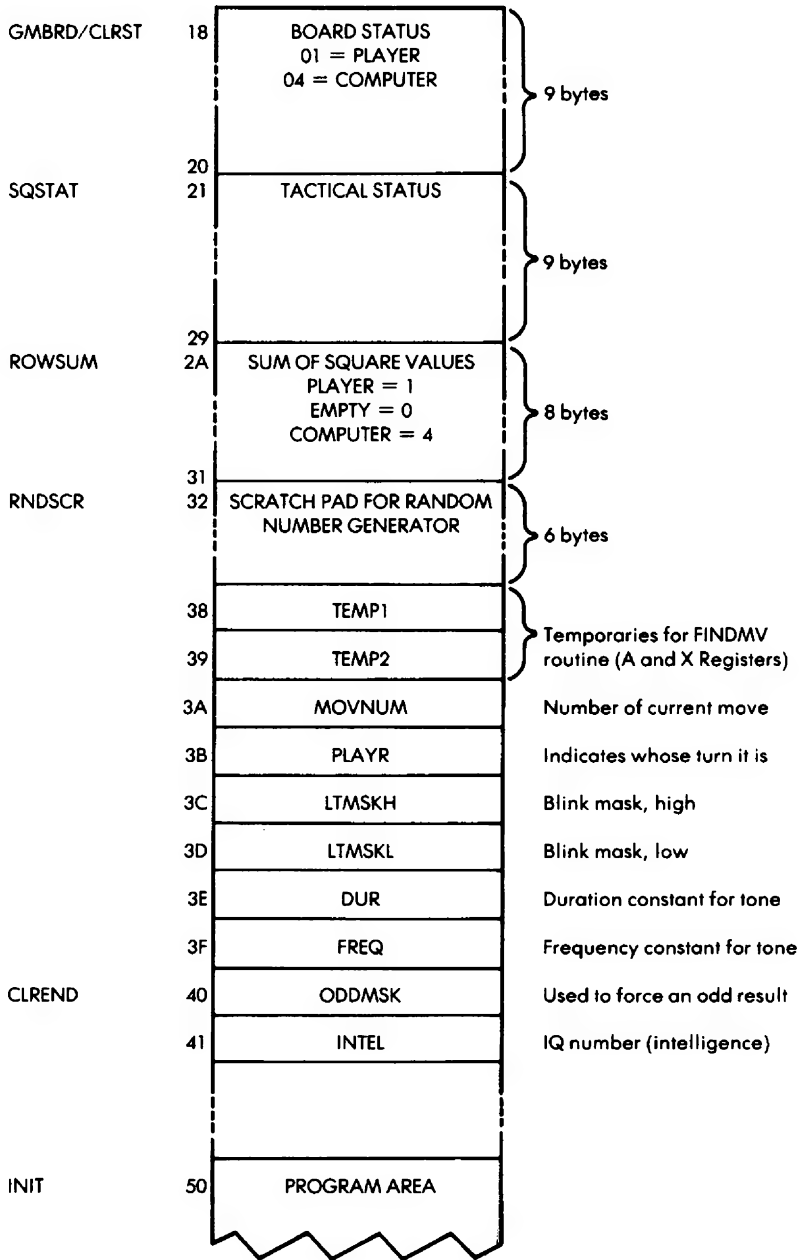 GMBRD/CLRST 18 BOARD STATUS
01 = PLAYER
04 = COMPUTER
9 bytes
20
SQSTAT 21 TACTICAL STATUS
9 bytes
29
ROWSUM 2A SUM OF SQUARE VALUES
PLAYER = 1
EMPTY = 0
8 bytes
COMPUTER = 4
31
RNDSCR 32 SCRATCH PAD FOR RANDOM
NUMBER GENERATOR
6 bytes
38 TEMP1
Temporaries for FINDMV
39 TEMP2 routine (A and X Registers)
3A MOVNUM Number of current move
3B PLAYR Indicates whose turn it is
3C LTMSKH Blink mask, high
3D LTMSKL Blink mask, low
3E DUR Duration constant for tone
3F FREQ Frequency constant for tone
CLREND 40 ODDMSK Used to force an odd result
41 INTEL IQ number (intelligence)
INIT 50 PROGRAM AREA